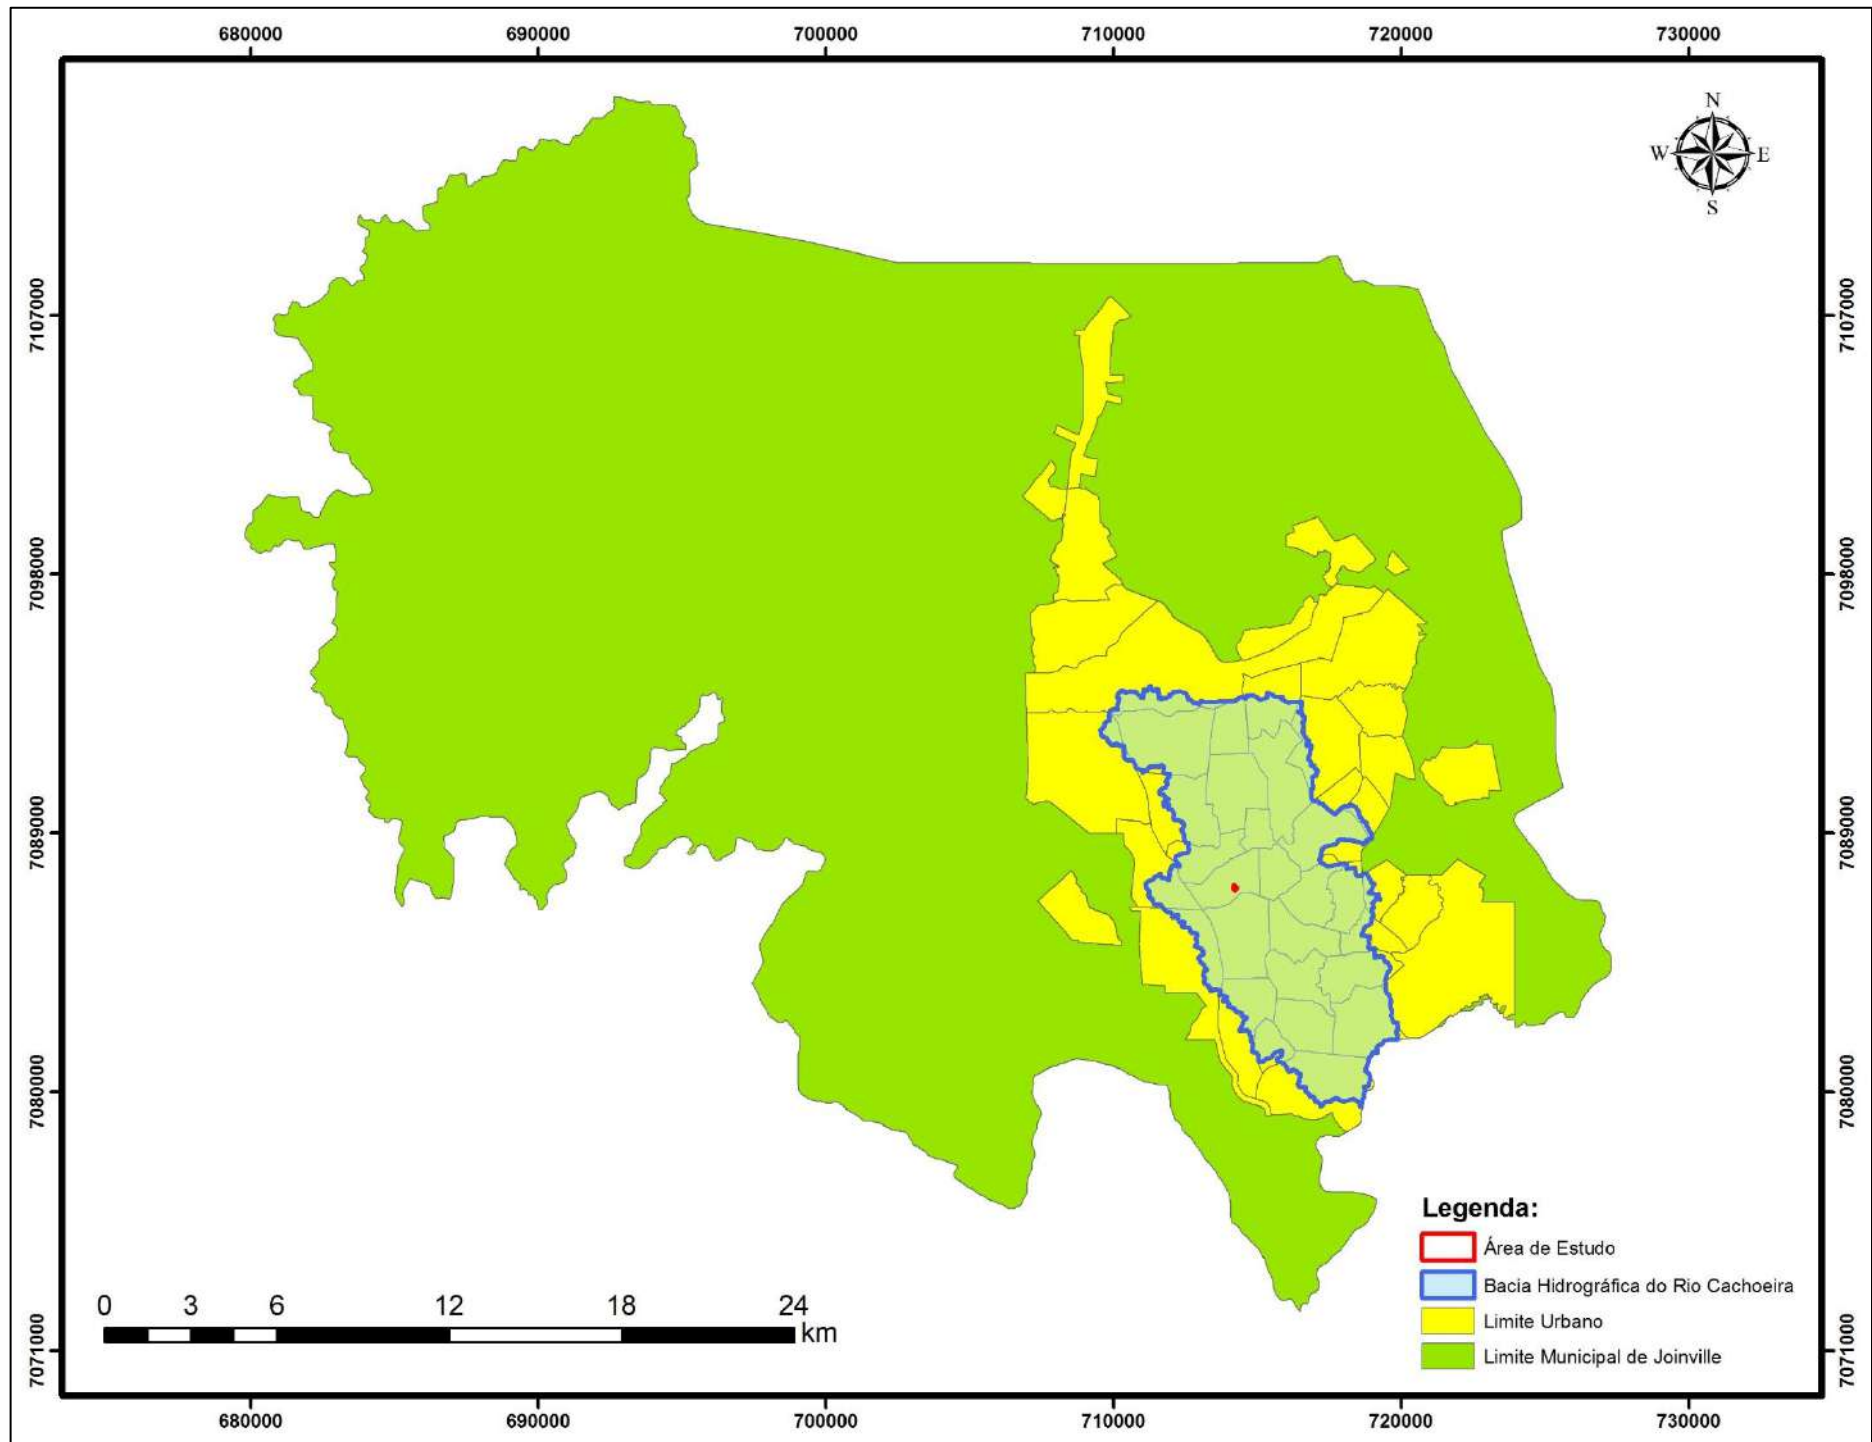 680000 690000 700000 710000 720000 730000
N
W E
S
7107000 7107000
7098000 7098000
7089000 7089000
7080000 7080000
7071000 7071000
Legenda:
Área de Estudo
Bacia Hidrográfica do Rio Cachoeira
Limite Urbano
Limite Municipal de Joinville
0 3 6 12 18 24
km
680000 690000 700000 710000 720000 730000